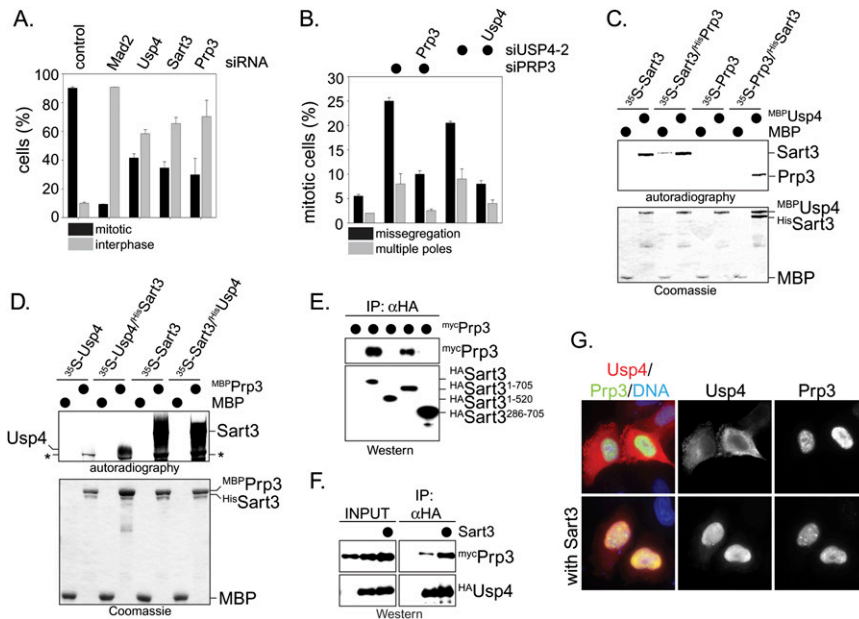 A.
control
Mad2
Usp4
Sart3
Prp3
siRNA
cells (%)
100
80
60
40
20
0
mitotic
interphase
B.
Prp3
Usp4
siUSP4-2
siPRP3
mitotic cells (%)
30
25
20
15
10
5
0
missegregation
multiple poles
C.
35S-Sart3
35S-Sart3/HisPrp3
35S-Prp3
35S-Prp3/HisSart3
MBPUsp4
MBP
Sart3
Prp3
autoradiography
MBPUsp4
HisSart3
MBP
Coomassie
D.
35S-Usp4
35S-Usp4/HisSart3
35S-Sart3
35S-Sart3/HisUsp4
MBPPrp3
MBP
Usp4
*
Sart3
*
autoradiography
MBPPrp3
HisSart3
MBP
Coomassie
E.
IP: αHA
mycPrp3
mycPrp3
HASart3
HASart31-705
HASart31-520
HASart3286-705
Western
F.
INPUT
IP:
αHA
Sart3
mycPrp3
HAUsp4
Western
G.
Usp4/
Prp3/DNA
Usp4
Prp3
with Sart3